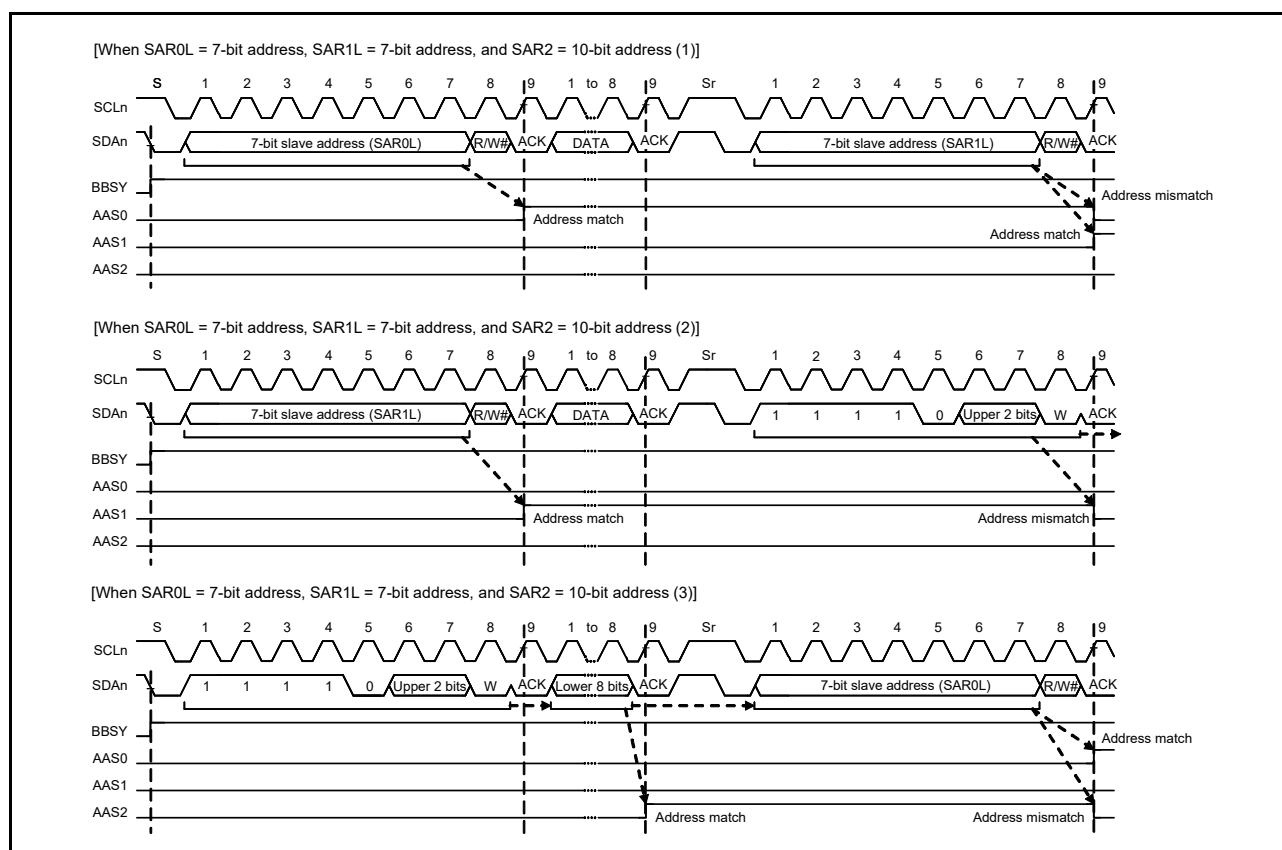 [When SAR0L = 7-bit address, SAR1L = 7-bit address, and SAR2 = 10-bit address (1)]
S 1 2 3 4 5 6 7 8 9 1 to 8 9 Sr 1 2 3 4 5 6 7 8 9
SCLn
SDAn 7-bit slave address (SAR0L) R/W# ACK DATA ACK 7-bit slave address (SAR1L) R/W# ACK
BBSY
Address mismatch
AAS0 Address match
AAS1 Address match
AAS2
[When SAR0L = 7-bit address, SAR1L = 7-bit address, and SAR2 = 10-bit address (2)]
S 1 2 3 4 5 6 7 8 9 1 to 8 9 Sr 1 2 3 4 5 6 7 8 9
SCLn
SDAn 7-bit slave address (SAR1L) R/W# ACK DATA ACK 1 1 1 1 0 Upper 2 bits W ACK
BBSY
AAS0
AAS1 Address match Address mismatch
AAS2
[When SAR0L = 7-bit address, SAR1L = 7-bit address, and SAR2 = 10-bit address (3)]
S 1 2 3 4 5 6 7 8 9 1 to 8 9 Sr 1 2 3 4 5 6 7 8 9
SCLn
SDAn 1 1 1 1 0 Upper 2 bits W ACK Lower 8 bits ACK 7-bit slave address (SAR0L) R/W# ACK
BBSY
Address match
AAS0
AAS1
AAS2 Address match Address mismatch